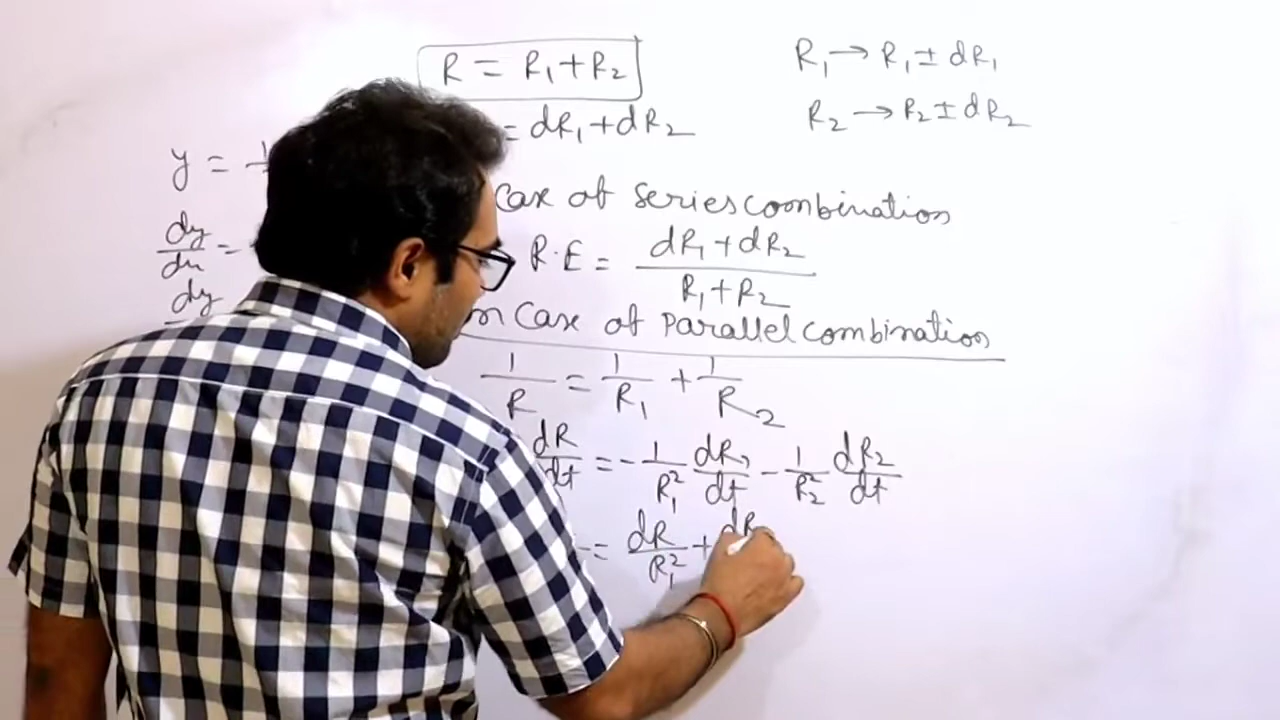 R = R₁+R₂
R₁ → R₁ ± dR₁
= dR₁+dR₂
R₂ → R₂ ± dR₂
y =
Case of series combination
dy/dx =
R.E = (dR₁+dR₂)/(R₁+R₂)
dy
in Case of Parallel combination
1/R = 1/R₁ + 1/R₂
dR/dt = -1/R₁² dR₁/dt - 1/R₂² dR₂/dt
= dR/R₁² + dR